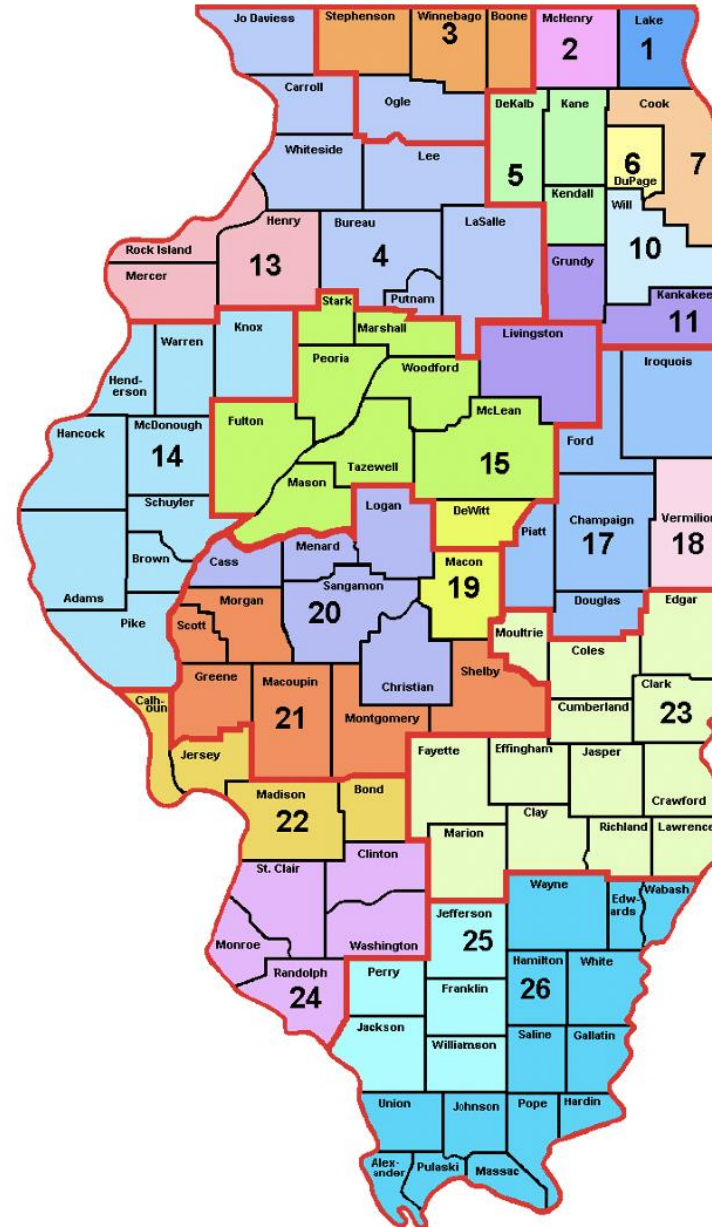 Jo Daviess
Stephenson
Winnebago
Boone
McHenry
Lake
3
2
1
Carroll
Ogle
DeKalb
Kane
Cook
Whiteside
Lee
5
6
DuPage
7
Kendall
Will
Rock Island
Henry
Bureau
LaSalle
13
4
10
Mercer
Putnam
Grundy
Kankakee
11
Stark
Marshall
Knox
Warren
Hend-
erson
Peoria
Woodford
Livingston
Iroquois
Hancock
McDonough
Fulton
McLean
14
Tazewell
15
Ford
Mason
Schuyler
Logan
DeWitt
Piatt
Champaign
17
Vermilion
18
Brown
Cass
Menard
Macon
19
Adams
Sangamon
20
Pike
Scott
Morgan
Douglas
Edgar
Moultrie
Coles
Greene
Macoupin
21
Christian
Shelby
Clark
23
Cumberland
Calh-
oun
Montgomery
Jersey
Fayette
Effingham
Jasper
Madison
22
Bond
Crawford
Clay
Marion
Richland
Lawrence
Clinton
St. Clair
Wayne
Edw-
ards
Wabash
Jefferson
25
Monroe
Washington
Randolph
24
Perry
Hamilton
26
White
Franklin
Jackson
Williamson
Saline
Gallatin
Union
Johnson
Pope
Hardin
Alex-
ander
Pulaski
Massac